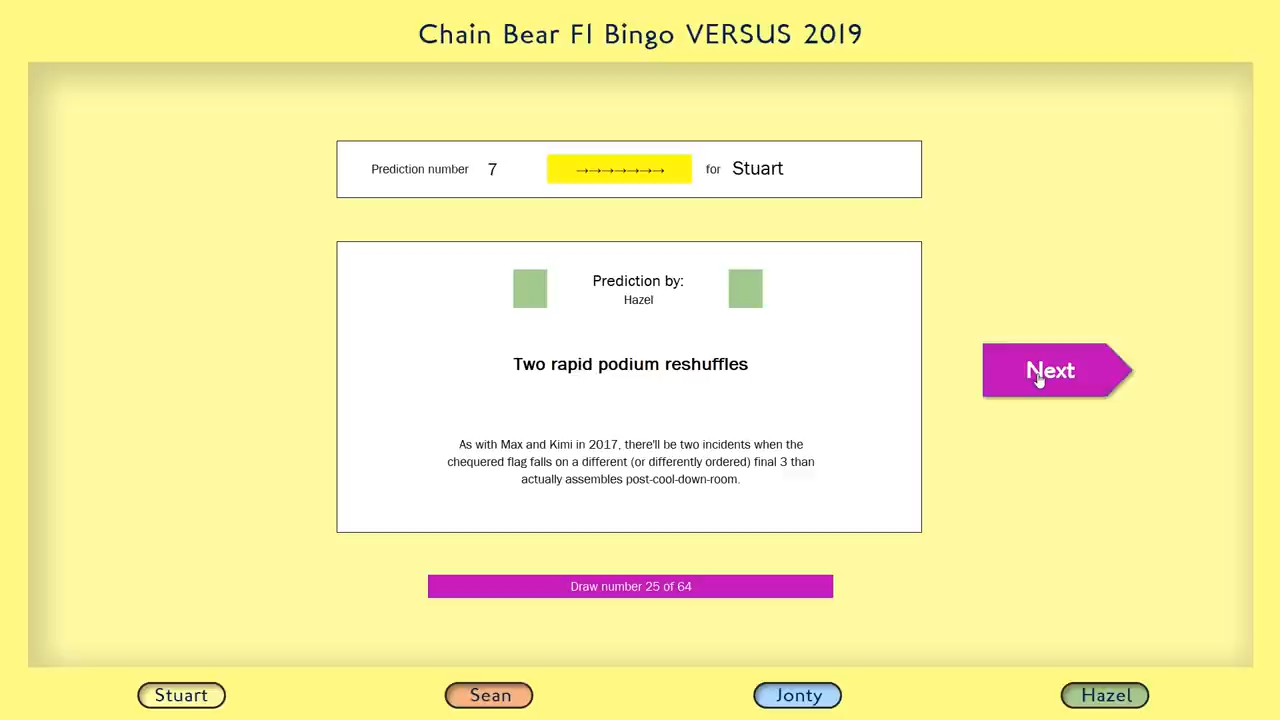 Chain Bear F1 Bingo VERSUS 2019
Prediction number 7 →→→→→→→ for Stuart
Prediction by:
Hazel
Two rapid podium reshuffles
As with Max and Kimi in 2017, there'll be two incidents when the
chequered flag falls on a different (or differently ordered) final 3 than
actually assembles post-cool-down-room.
Next
Draw number 25 of 64
Stuart Sean Jonty Hazel